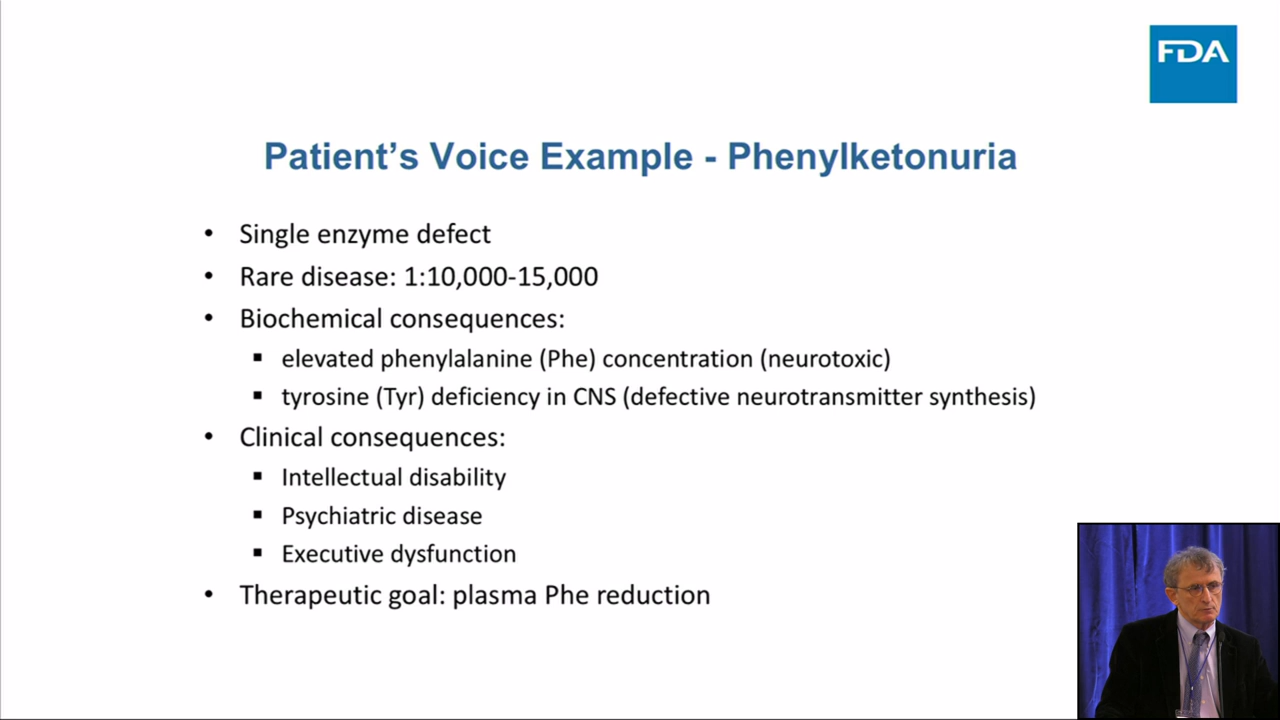 FDA
Patient’s Voice Example - Phenylketonuria
• Single enzyme defect
• Rare disease: 1:10,000-15,000
• Biochemical consequences:
▪ elevated phenylalanine (Phe) concentration (neurotoxic)
▪ tyrosine (Tyr) deficiency in CNS (defective neurotransmitter synthesis)
• Clinical consequences:
▪ Intellectual disability
▪ Psychiatric disease
▪ Executive dysfunction
• Therapeutic goal: plasma Phe reduction